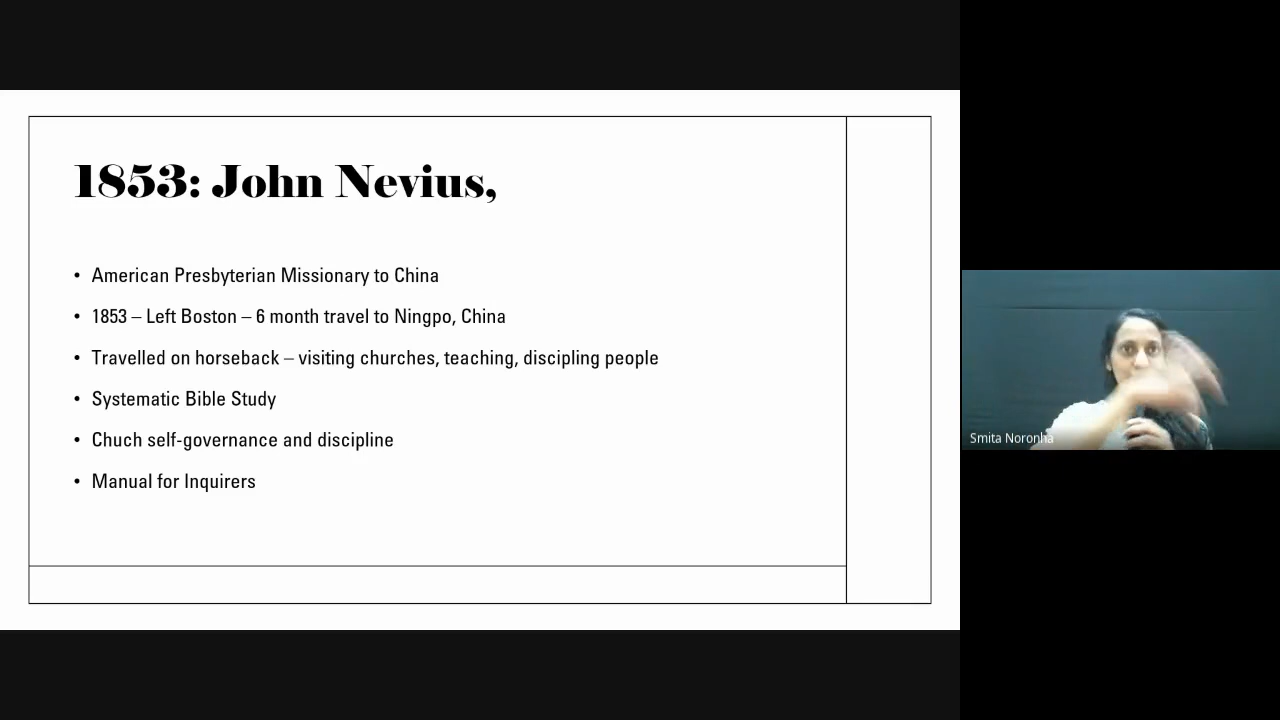 1853: John Nevius,
• American Presbyterian Missionary to China
• 1853 – Left Boston – 6 month travel to Ningpo, China
• Travelled on horseback – visiting churches, teaching, discipling people
• Systematic Bible Study
• Chuch self-governance and discipline
• Manual for Inquirers
Smita Noronha